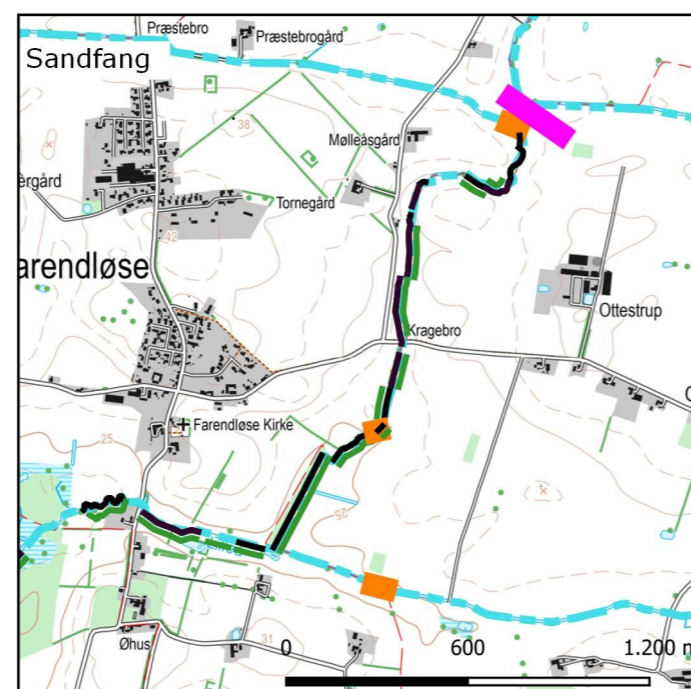 Præstebro
Præstebrogård
Sandfang
38
Mølleåsgård
ergård
Tornegård
42
arendløse
Ottestrup
Kragebro
Farendløse Kirke
25
25
Øhus
31
0 600 1.200 m